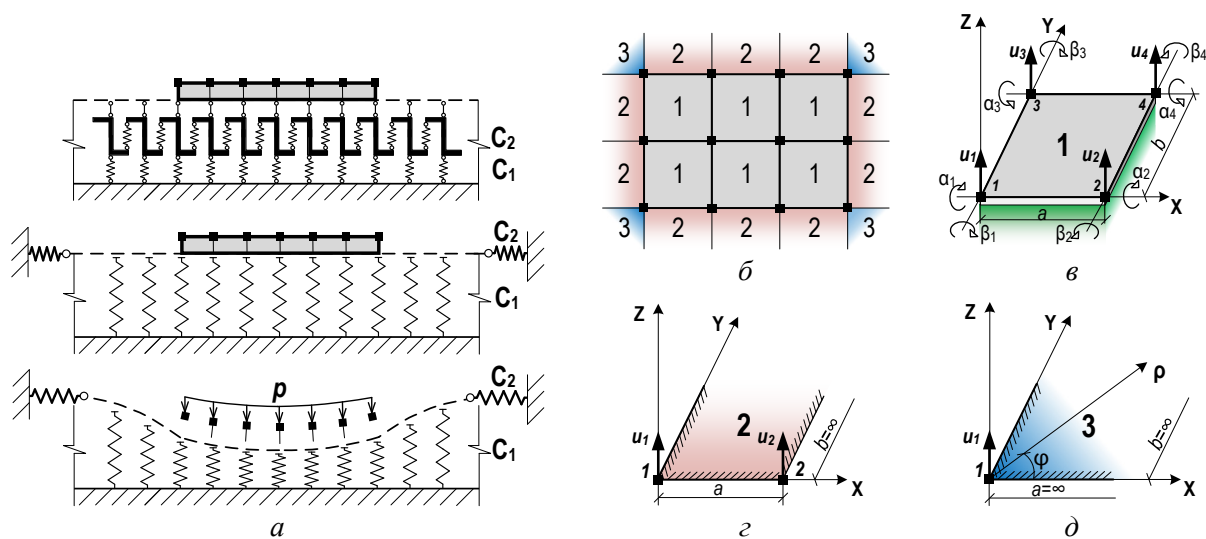 C₂
C₁
C₂
C₁
p
C₂
C₁
а
3 2 2 2 3
2 1 1 1 2
2 1 1 1 2
3 2 2 2 3
б
Z
Y
u₃ β₃ u₄ β₄
α₃ 3 4 α₄
1 b
u₁ u₂
α₁ 1 2 α₂ X
a
β₁ β₂
в
Z
Y
2
u₁ u₂ b=∞
1 2 X
a
г
Z
Y
ρ
3
u₁ φ b=∞
1 X
a=∞
д